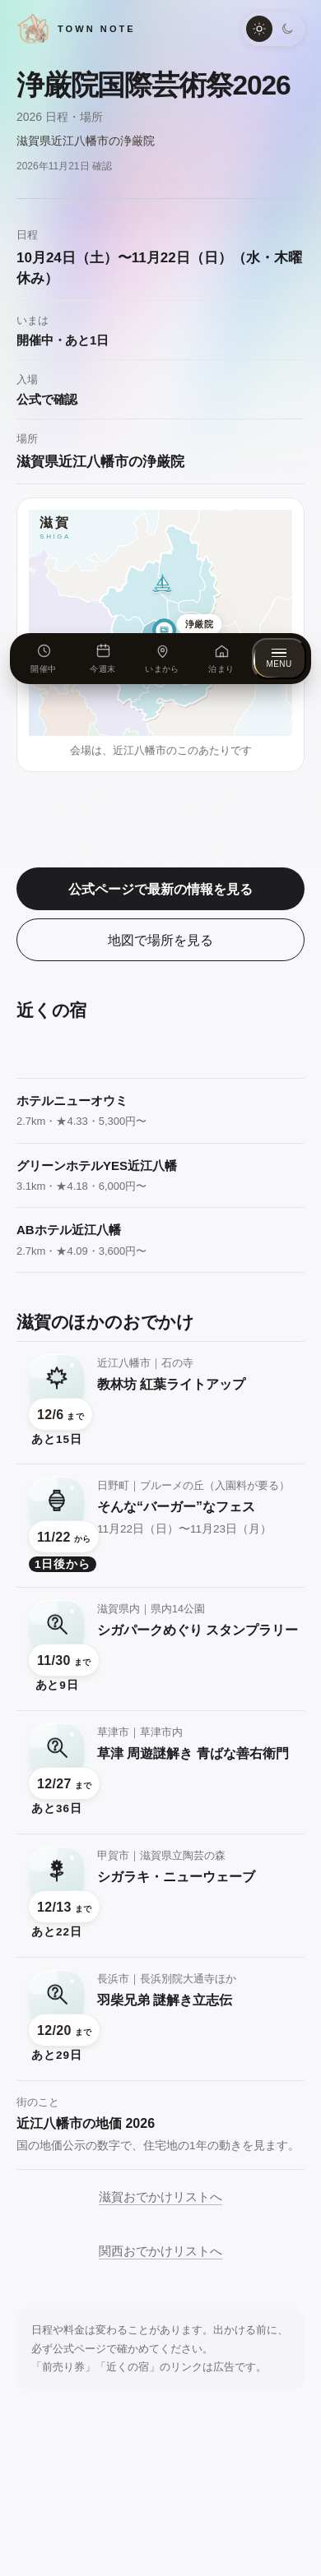 TOWN NOTE
浄厳院国際芸術祭2026
2026 日程・場所
滋賀県近江八幡市の浄厳院
2026年11月21日 確認
日程
10月24日（土）〜11月22日（日）（水・木曜
休み）
いまは
開催中・あと1日
入場
公式で確認
場所
滋賀県近江八幡市の浄厳院
滋賀
SHIGA
浄厳院
開催中
今週末
いまから
泊まり
MENU
会場は、近江八幡市のこのあたりです
公式ページで最新の情報を見る
地図で場所を見る
近くの宿
ホテルニューオウミ
2.7km・★4.33・5,300円〜
グリーンホテルYES近江八幡
3.1km・★4.18・6,000円〜
ABホテル近江八幡
2.7km・★4.09・3,600円〜
滋賀のほかのおでかけ
近江八幡市｜石の寺
教林坊 紅葉ライトアップ
12/6 まで
あと15日
日野町｜ブルーメの丘（入園料が要る）
そんな“バーガー”なフェス
11月22日（日）〜11月23日（月）
11/22 から
1日後から
滋賀県内｜県内14公園
シガパークめぐり スタンプラリー
11/30 まで
あと9日
草津市｜草津市内
草津 周遊謎解き 青ばな善右衛門
12/27 まで
あと36日
甲賀市｜滋賀県立陶芸の森
シガラキ・ニューウェーブ
12/13 まで
あと22日
長浜市｜長浜別院大通寺ほか
羽柴兄弟 謎解き立志伝
12/20 まで
あと29日
街のこと
近江八幡市の地価 2026
国の地価公示の数字で、住宅地の1年の動きを見ます。
滋賀おでかけリストへ
関西おでかけリストへ
日程や料金は変わることがあります。出かける前に、
必ず公式ページで確かめてください。
「前売り券」「近くの宿」のリンクは広告です。